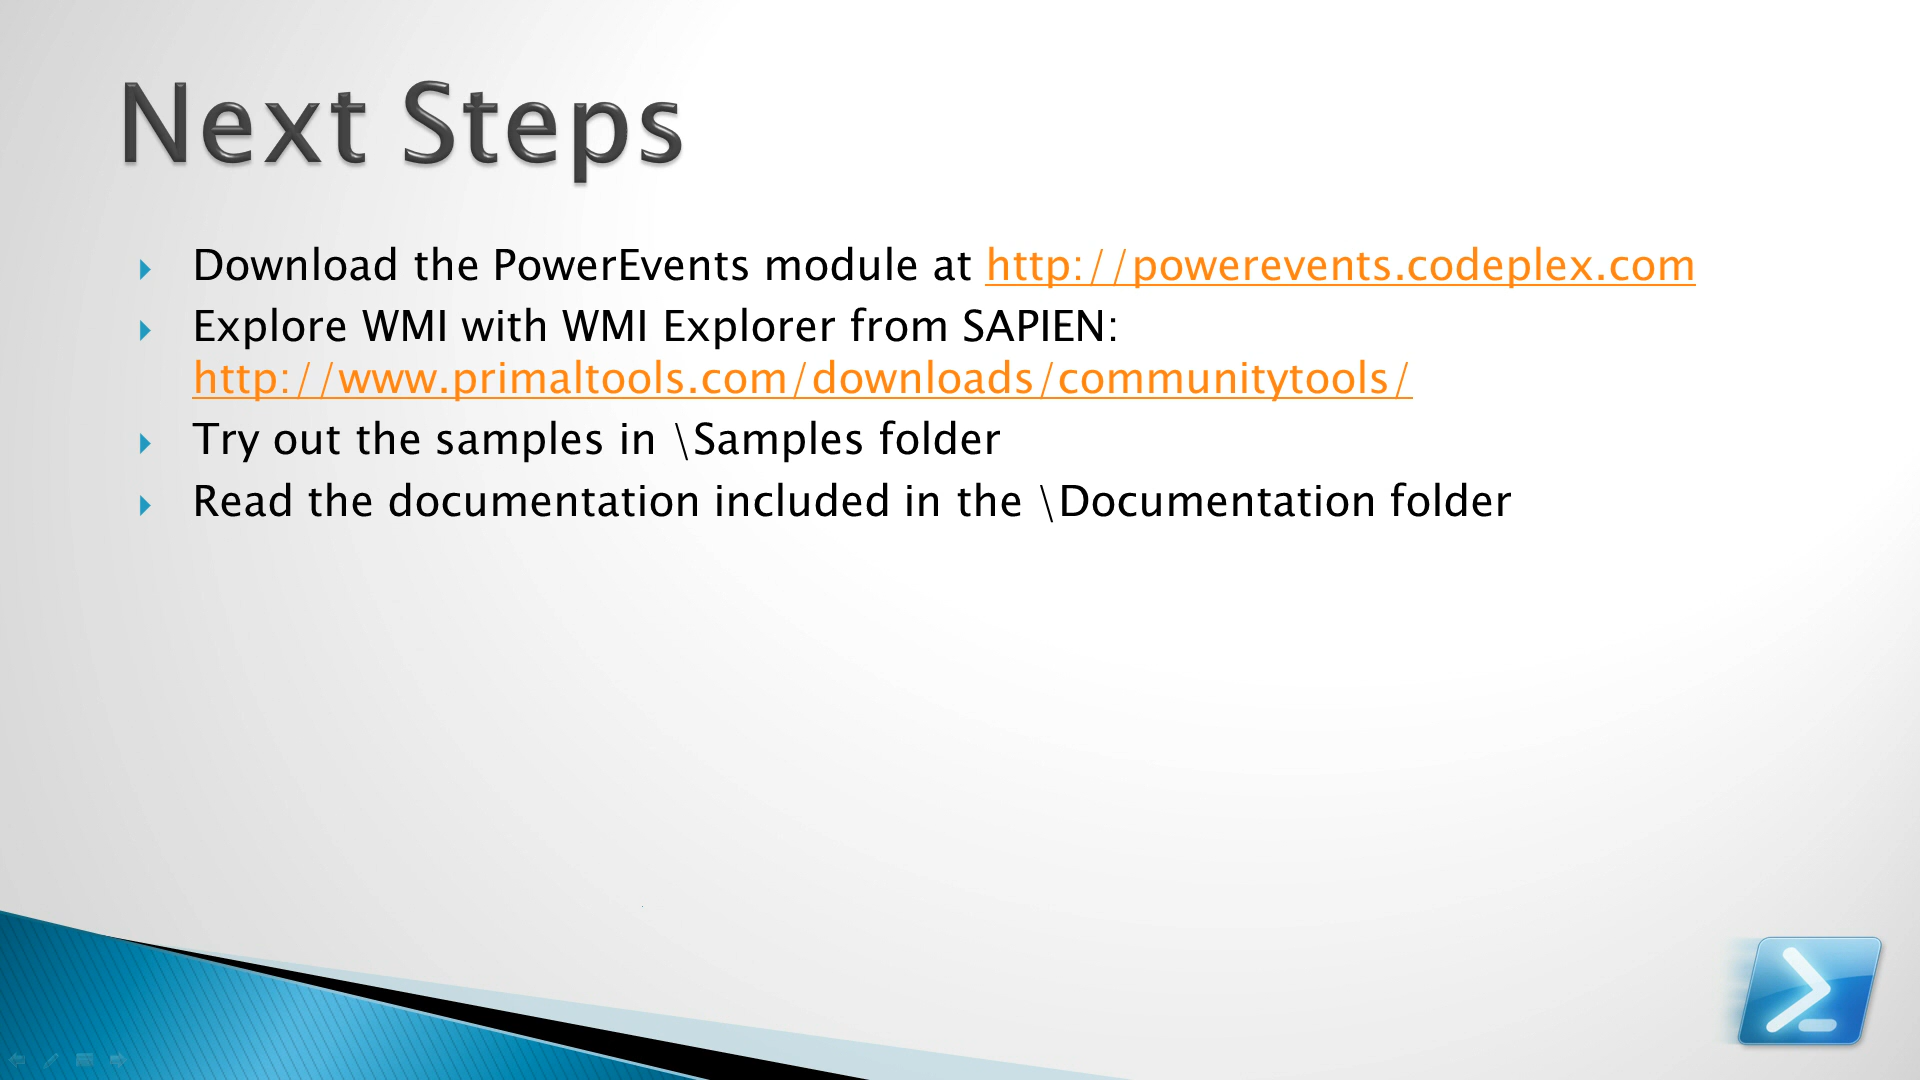 Next Steps
Download the PowerEvents module at http://powerevents.codeplex.com
Explore WMI with WMI Explorer from SAPIEN:
http://www.primaltools.com/downloads/communitytools/
Try out the samples in \Samples folder
Read the documentation included in the \Documentation folder